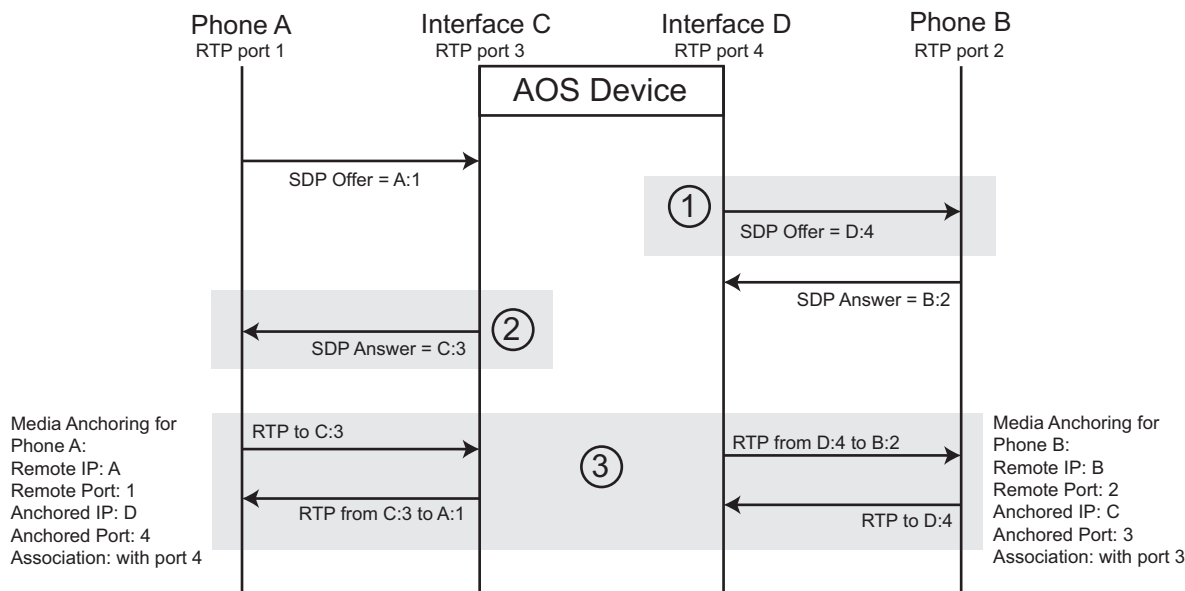 Phone A
RTP port 1
Interface C
RTP port 3
Interface D
RTP port 4
Phone B
RTP port 2
AOS Device
SDP Offer = A:1
1
SDP Offer = D:4
SDP Answer = B:2
2
SDP Answer = C:3
Media Anchoring for
Phone A:
Remote IP: A
Remote Port: 1
Anchored IP: D
Anchored Port: 4
Association: with port 4
RTP to C:3
RTP from C:3 to A:1
3
RTP from D:4 to B:2
RTP to D:4
Media Anchoring for
Phone B:
Remote IP: B
Remote Port: 2
Anchored IP: C
Anchored Port: 3
Association: with port 3